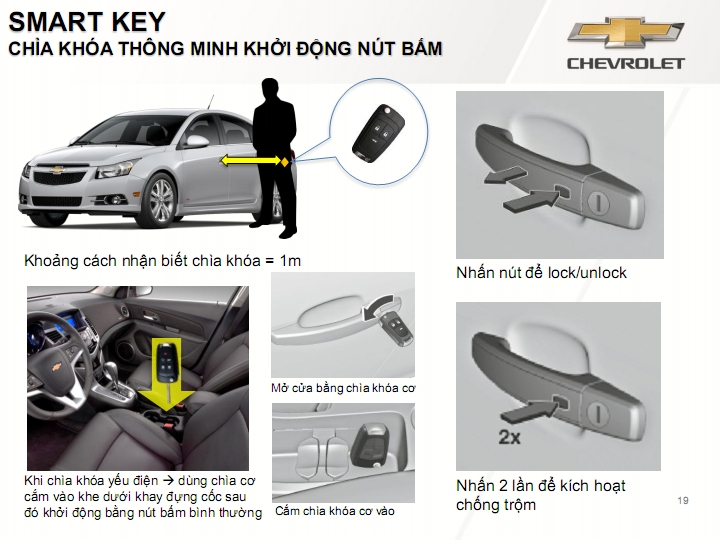 SMART KEY
CHÌA KHÓA THÔNG MINH KHỞI ĐỘNG NÚT BẤM
CHEVROLET
Khoảng cách nhận biết chìa khóa = 1m
Nhấn nút để lock/unlock
Mở cửa bằng chìa khóa cơ
2x
Khi chìa khóa yếu điện → dùng chìa cơ
cắm vào khe dưới khay đựng cốc sau
đó khởi động bằng nút bấm bình thường
Cắm chìa khóa cơ vào
Nhấn 2 lần để kích hoạt
chống trộm
19